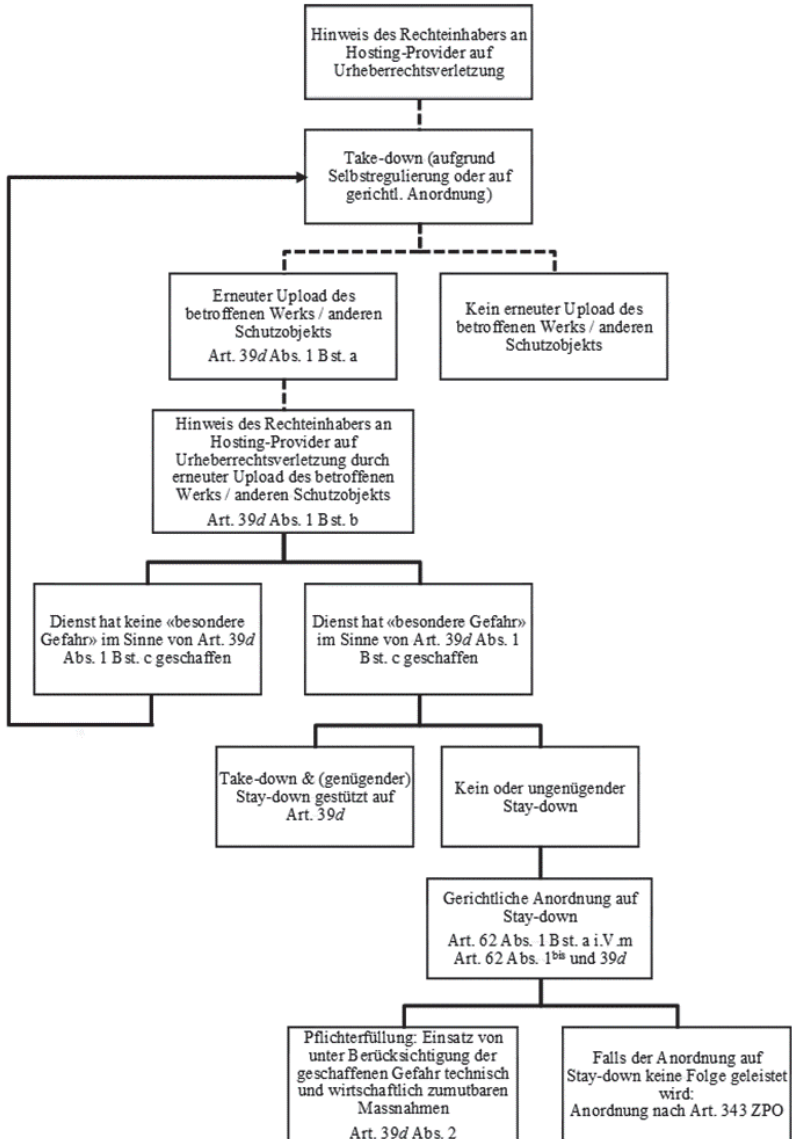 Hinweis des Rechteinhabers an
Hosting-Provider auf
Urheberrechtsverletzung
Take-down (aufgrund
Selbstregulierung oder auf
gerichtl. Anordnung)
Erneuter Upload des
betroffenen Werks / anderen
Schutzobjekts
Art. 39d Abs. 1 Bst. a
Kein erneuter Upload des
betroffenen Werks / anderen
Schutzobjekts
Hinweis des Rechteinhabers an
Hosting-Provider auf
Urheberrechtsverletzung durch
erneuter Upload des betroffenen
Werks / anderen Schutzobjekts
Art. 39d Abs. 1 Bst. b
Dienst hat keine «besondere
Gefahr» im Sinne von Art. 39d
Abs. 1 Bst. c geschaffen
Dienst hat «besondere Gefahr»
im Sinne von Art. 39d Abs. 1
Bst. c geschaffen
Take-down & (genügender)
Stay-down gestützt auf
Art. 39d
Kein oder ungenügender
Stay-down
Gerichtliche Anordnung auf
Stay-down
Art. 62 Abs. 1 Bst. a i.V.m
Art. 62 Abs. 1bis und 39d
Pflichterfüllung: Einsatz von
unter Berücksichtigung der
geschaffenen Gefahr technisch
und wirtschaftlich zumutbaren
Massnahmen
Art. 39d Abs. 2
Falls der Anordnung auf
Stay-down keine Folge geleistet
wird:
Anordnung nach Art. 343 ZPO